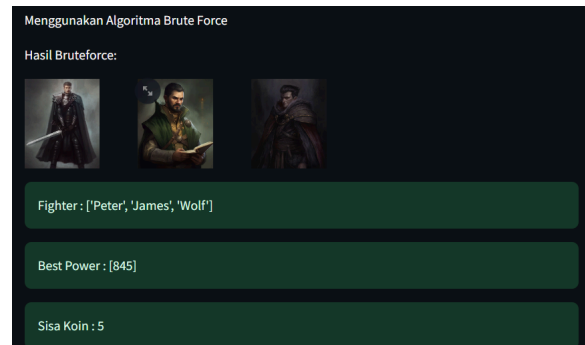 Menggunakan Algoritma Brute Force
Hasil Bruteforce:
Fighter : ['Peter', 'James', 'Wolf']
Best Power : [845]
Sisa Koin : 5